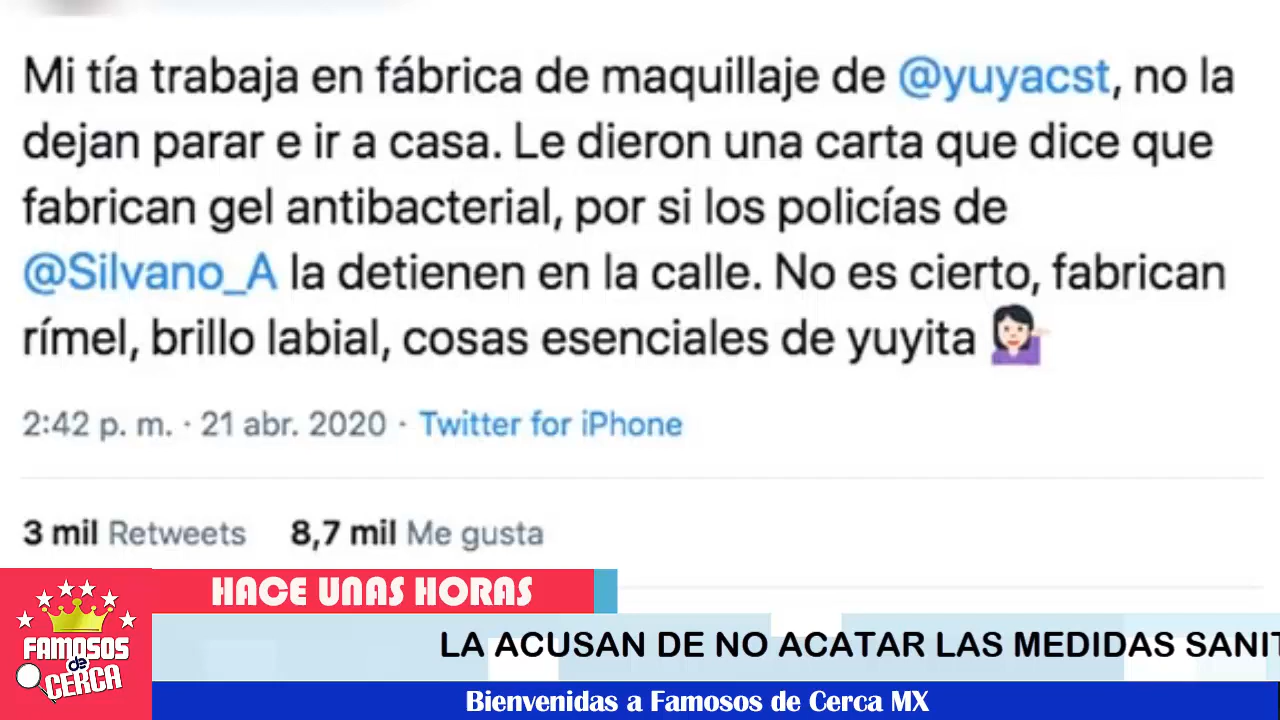 Mi tía trabaja en fábrica de maquillaje de @yuyacst, no la
dejan parar e ir a casa. Le dieron una carta que dice que
fabrican gel antibacterial, por si los policías de
@Silvano_A la detienen en la calle. No es cierto, fabrican
rímel, brillo labial, cosas esenciales de yuyita 💁🏻‍♀️
2:42 p. m. · 21 abr. 2020 · Twitter for iPhone
3 mil Retweets 8,7 mil Me gusta
HACE UNAS HORAS
LA ACUSAN DE NO ACATAR LAS MEDIDAS SANIT
FAMOSOS
de
CERCA
Bienvenidas a Famosos de Cerca MX